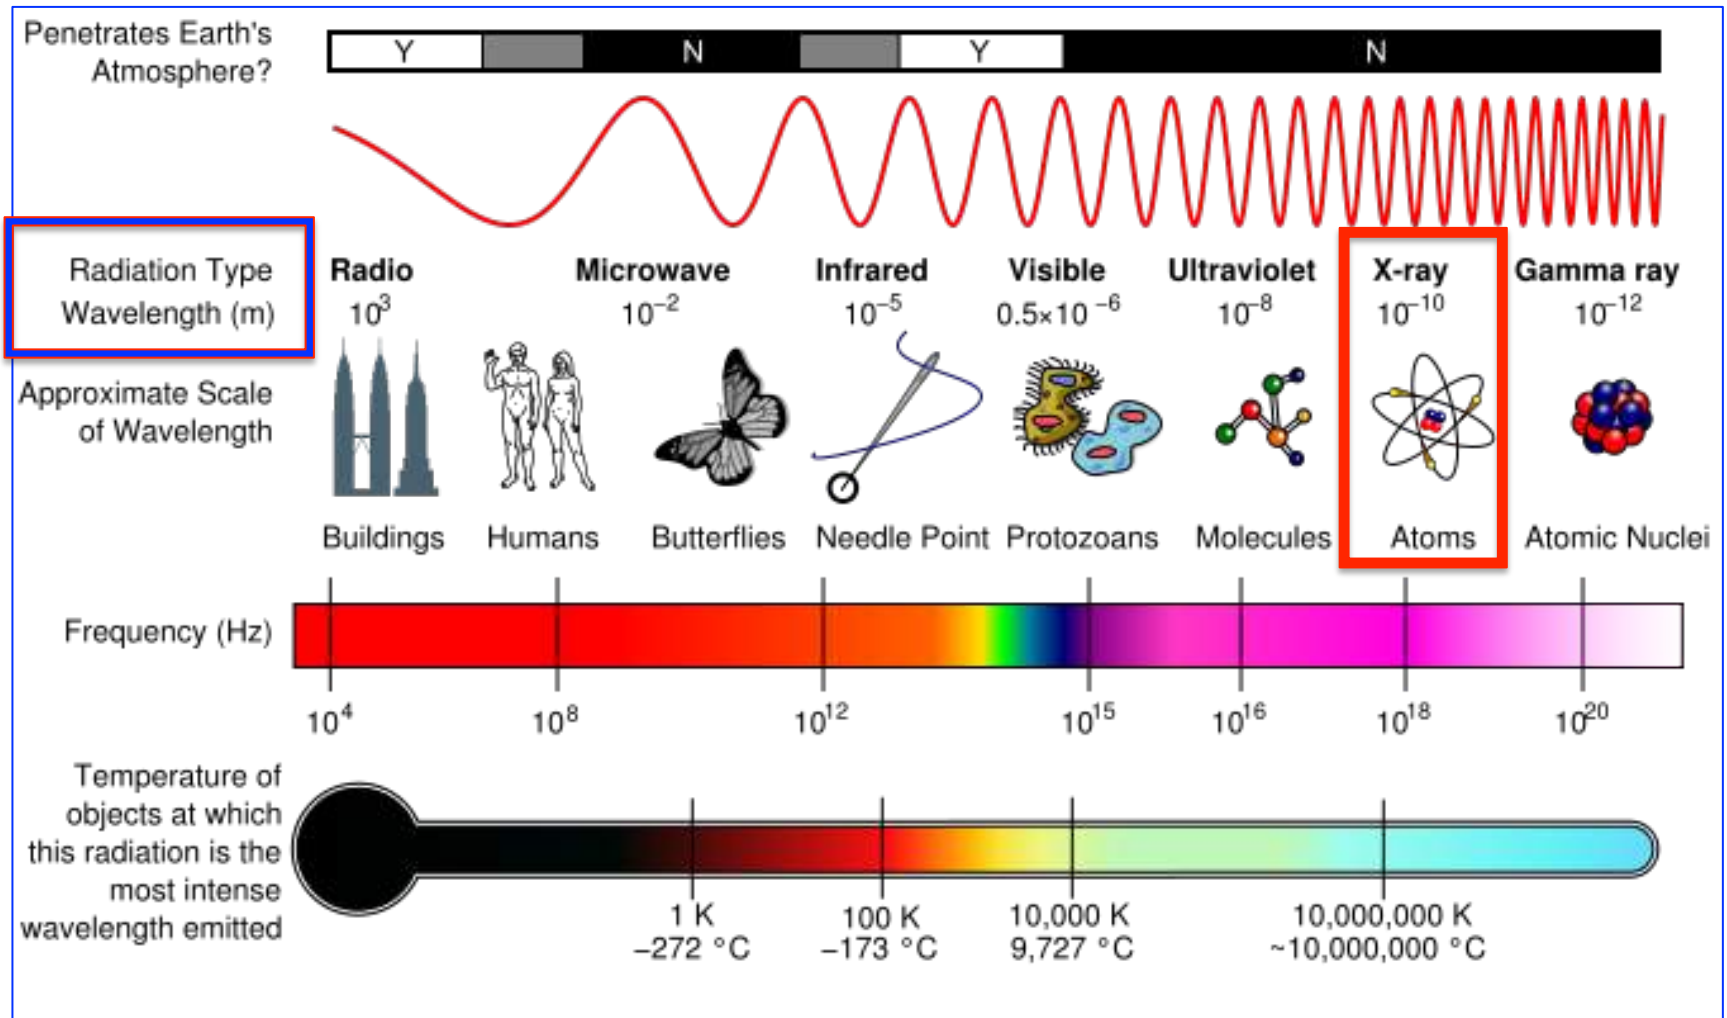 Penetrates Earth's
Atmosphere?
Y N Y N
Radiation Type
Wavelength (m)
Radio Microwave Infrared Visible Ultraviolet X-ray Gamma ray
10³ 10⁻² 10⁻⁵ 0.5×10⁻⁶ 10⁻⁸ 10⁻¹⁰ 10⁻¹²
Approximate Scale
of Wavelength
Buildings Humans Butterflies Needle Point Protozoans Molecules Atoms Atomic Nuclei
Frequency (Hz)
10⁴ 10⁸ 10¹² 10¹⁵ 10¹⁶ 10¹⁸ 10²⁰
Temperature of
objects at which
this radiation is the
most intense
wavelength emitted
1 K 100 K 10,000 K 10,000,000 K
−272 °C −173 °C 9,727 °C ~10,000,000 °C